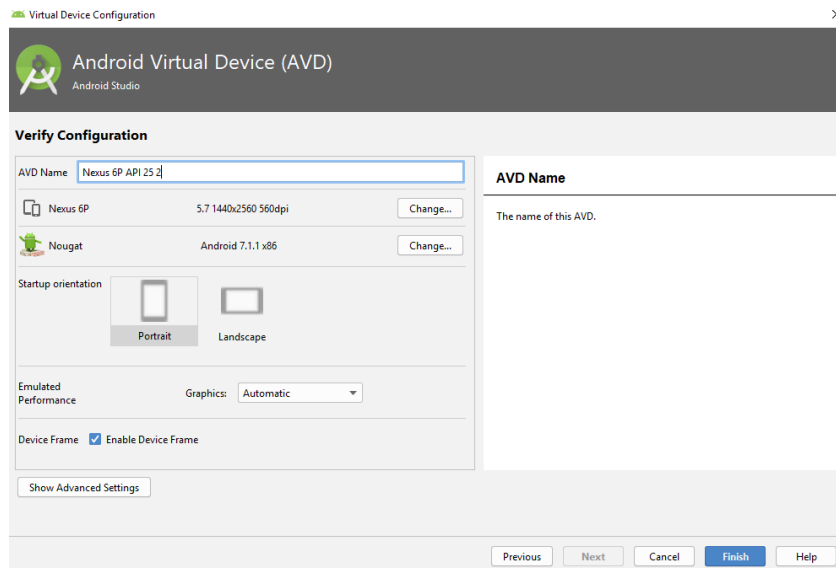 Virtual Device Configuration
Android Virtual Device (AVD)
Android Studio
Verify Configuration
AVD Name Nexus 6P API 25 2
Nexus 6P 5.7 1440x2560 560dpi Change...
Nougat Android 7.1.1 x86 Change...
Startup orientation
Portrait Landscape
Emulated
Performance
Graphics: Automatic
Device Frame Enable Device Frame
Show Advanced Settings
AVD Name
The name of this AVD.
Previous Next Cancel Finish Help